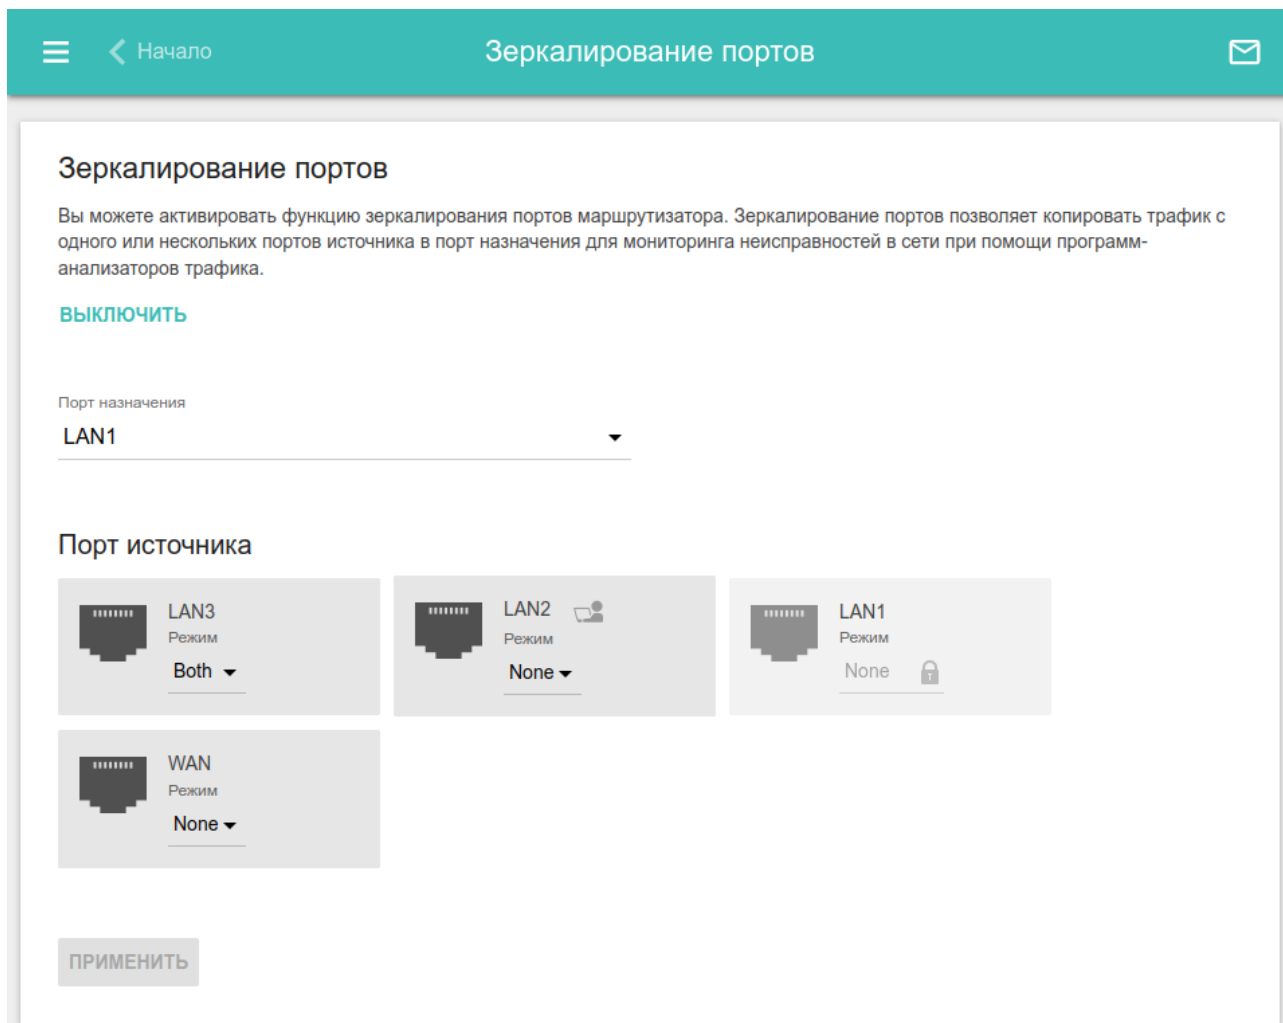 Начало
Зеркалирование портов
Зеркалирование портов
Вы можете активировать функцию зеркалирования портов маршрутизатора. Зеркалирование портов позволяет копировать трафик с
одного или нескольких портов источника в порт назначения для мониторинга неисправностей в сети при помощи программ-
анализаторов трафика.
ВЫКЛЮЧИТЬ
Порт назначения
LAN1
Порт источника
LAN3
Режим
Both
LAN2
Режим
None
LAN1
Режим
None
WAN
Режим
None
ПРИМЕНИТЬ